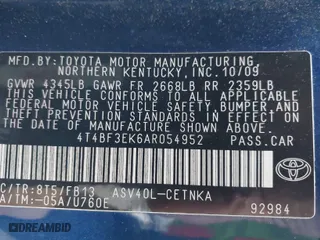 MFD.BY:TOYOTA MOTOR MANUFACTURING,
NORTHERN KENTUCKY,INC.10/09
GVWR 4345LB GAWR FR 2668LB RR 2359LB
THIS VEHICLE CONFORMS TO ALL APPLICABLE
FEDERAL MOTOR VEHICLE SAFETY, BUMPER, AND
THEFT PREVENTION STANDARDS IN EFFECT ON
THE DATE OF MANUFACTURE SHOWN ABOVE.
4T4BF3EK6AR054952 PASS.CAR
C/TR:8T5/FB13 ASV40L-CETNKA
A/TM:-05A/U760E
TOYOTA
92984